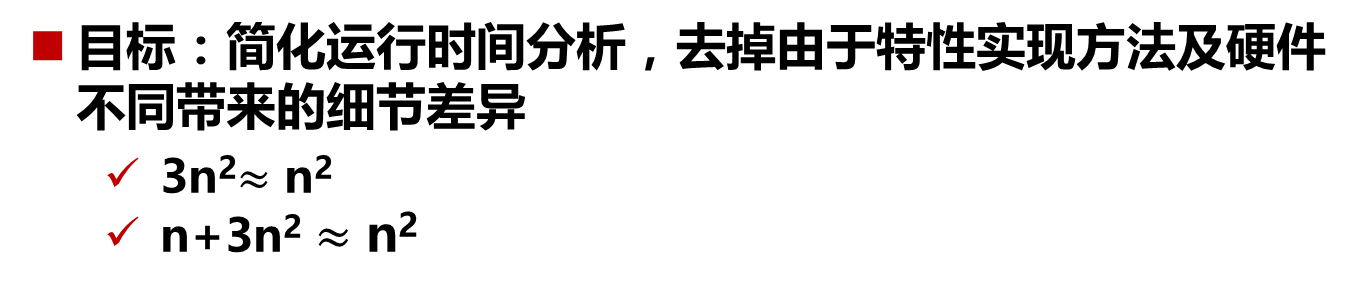 ■ 目标：简化运行时间分析，去掉由于特性实现方法及硬件
不同带来的细节差异
✓ 3n²≈ n²
✓ n+3n² ≈ n²